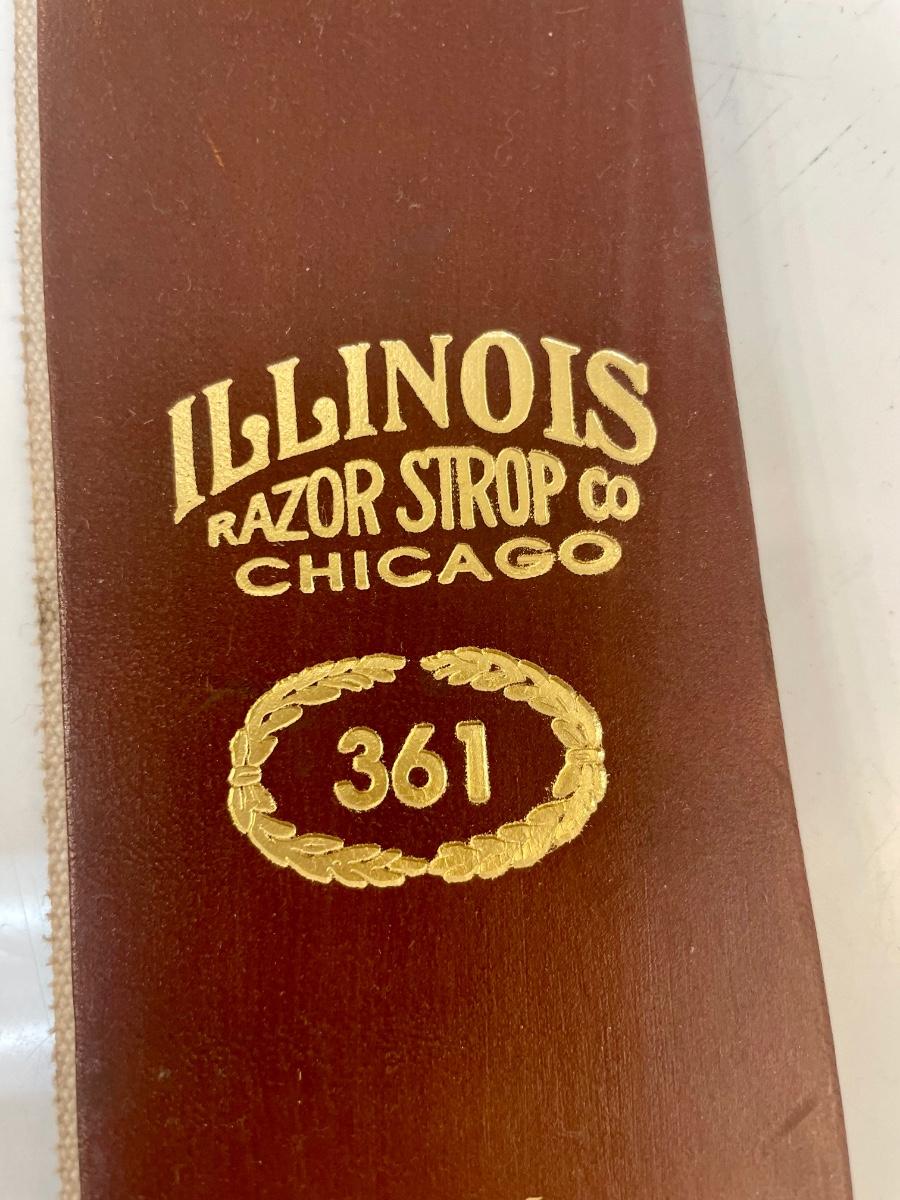 ILLINOIS
RAZOR STROP CO
CHICAGO
361